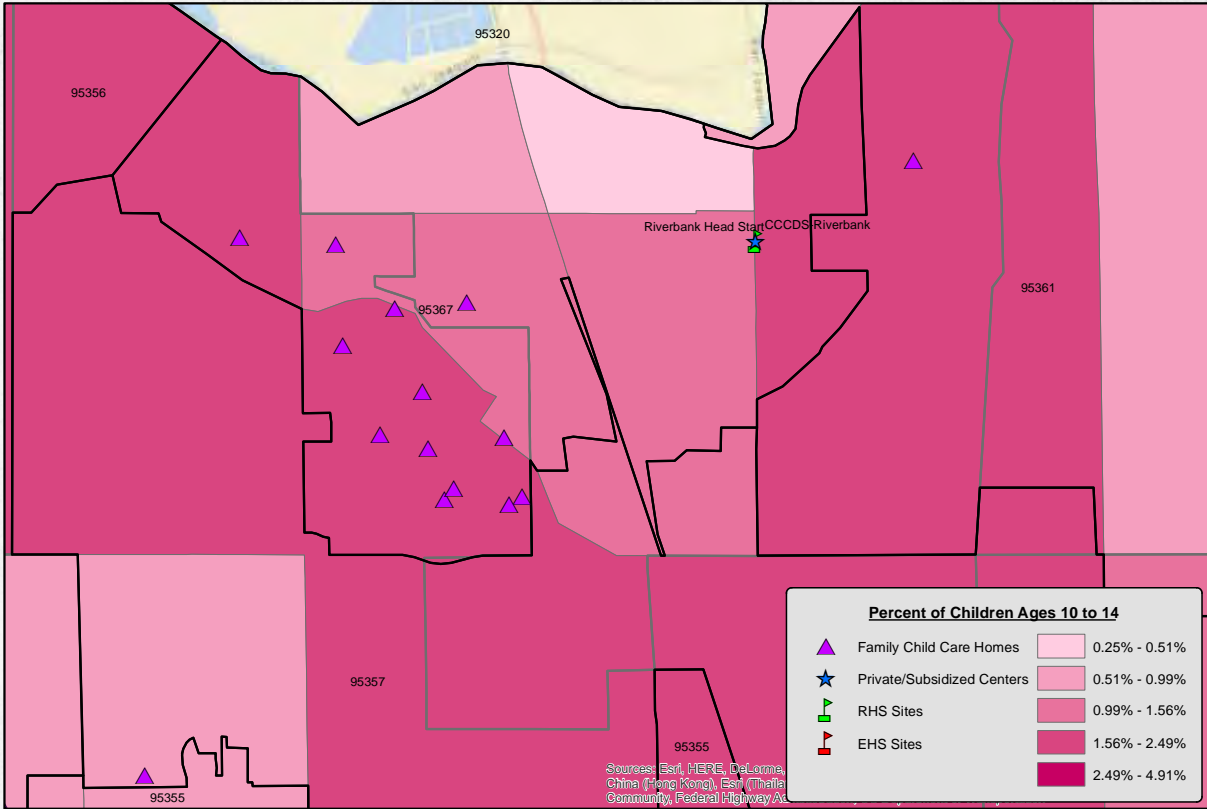 95320
95356
Riverbank Head Start
CCCDS-Riverbank
95361
95367
Percent of Children Ages 10 to 14
Family Child Care Homes
0.25% - 0.51%
Private/Subsidized Centers
0.51% - 0.99%
RHS Sites
0.99% - 1.56%
EHS Sites
1.56% - 2.49%
2.49% - 4.91%
95357
95355
95355
Sources: Esri, HERE, DeLorme,
China (Hong Kong), Esri (Thaila
Community, Federal Highway